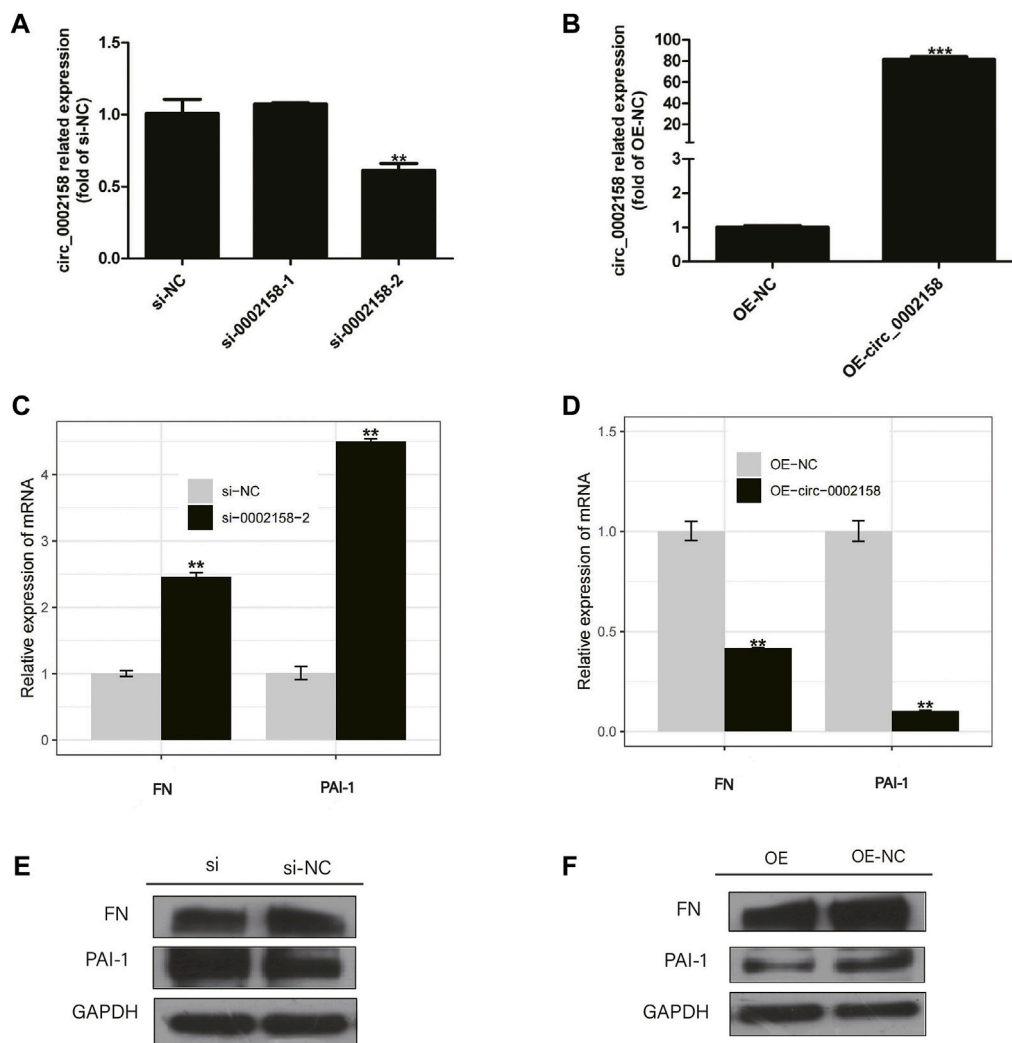 A
circ_0002158 related expression
(fold of si-NC)
1.5
1.0
0.5
0.0
**
si-NC
si-0002158-1
si-0002158-2
B
circ_0002158 related expression
(fold of OE-NC)
100
80
60
40
20
3
2
1
0
***
OE-NC
OE-circ_0002158
C
Relative expression of mRNA
4
3
2
1
0
si-NC
si-0002158-2
**
**
FN
PAI-1
D
Relative expression of mRNA
1.5
1.0
0.5
0.0
OE-NC
OE-circ-0002158
**
**
FN
PAI-1
E
si si-NC
FN
PAI-1
GAPDH
F
OE OE-NC
FN
PAI-1
GAPDH